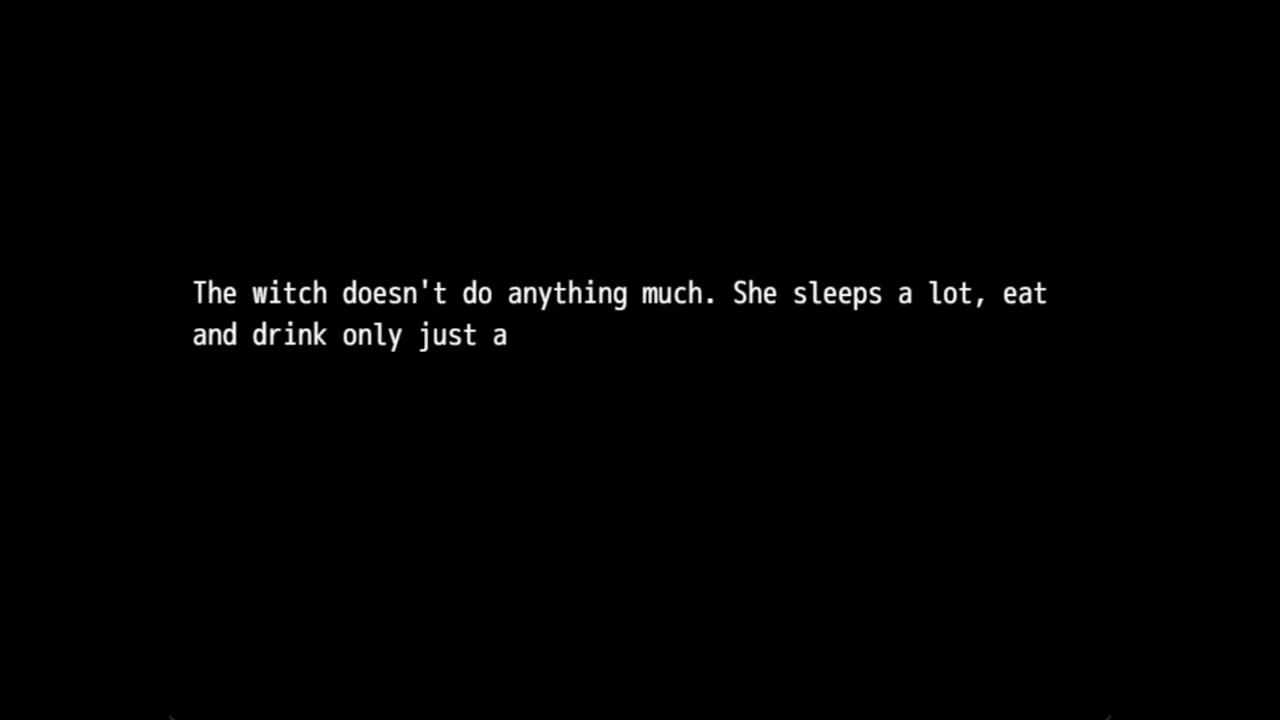 The witch doesn't do anything much. She sleeps a lot, eat
and drink only just a